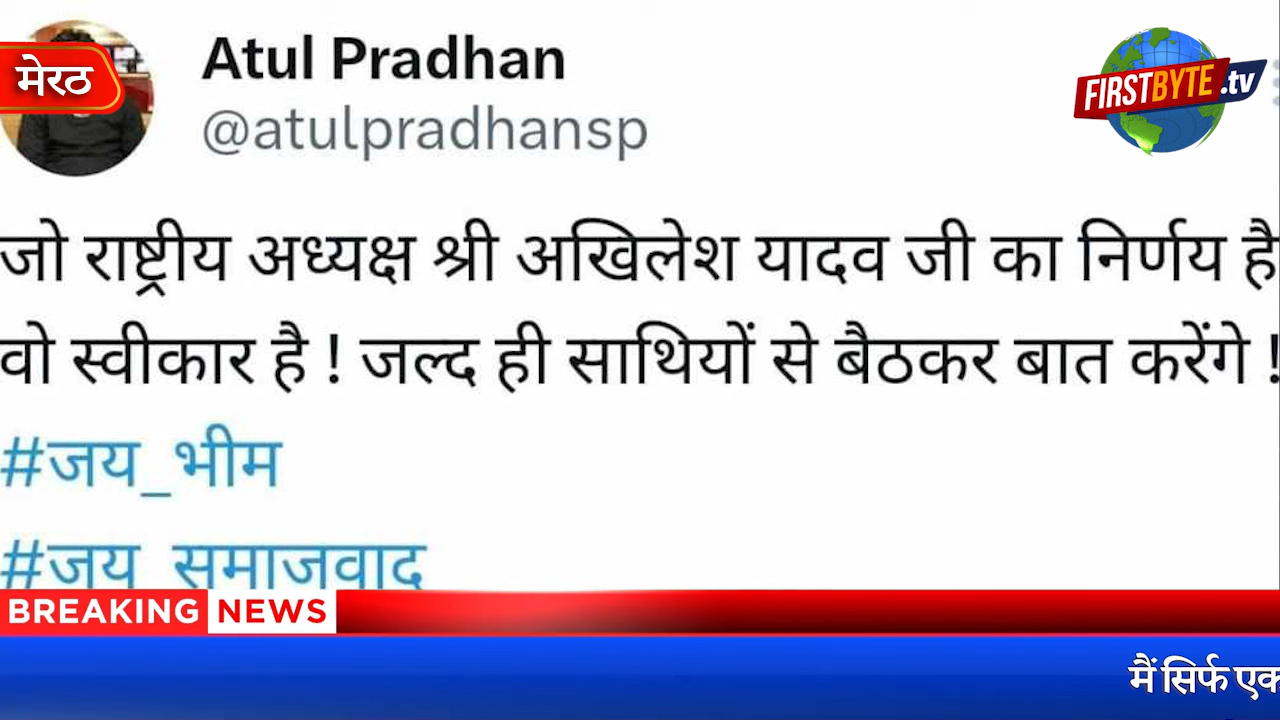 मेरठ
Atul Pradhan
@atulpradhansp
FIRSTBYTE.tv
जो राष्ट्रीय अध्यक्ष श्री अखिलेश यादव जी का निर्णय है
वो स्वीकार है ! जल्द ही साथियों से बैठकर बात करेंगे !
#जय_भीम
#जय_समाजवाद
BREAKING NEWS
मैं सिर्फ एक